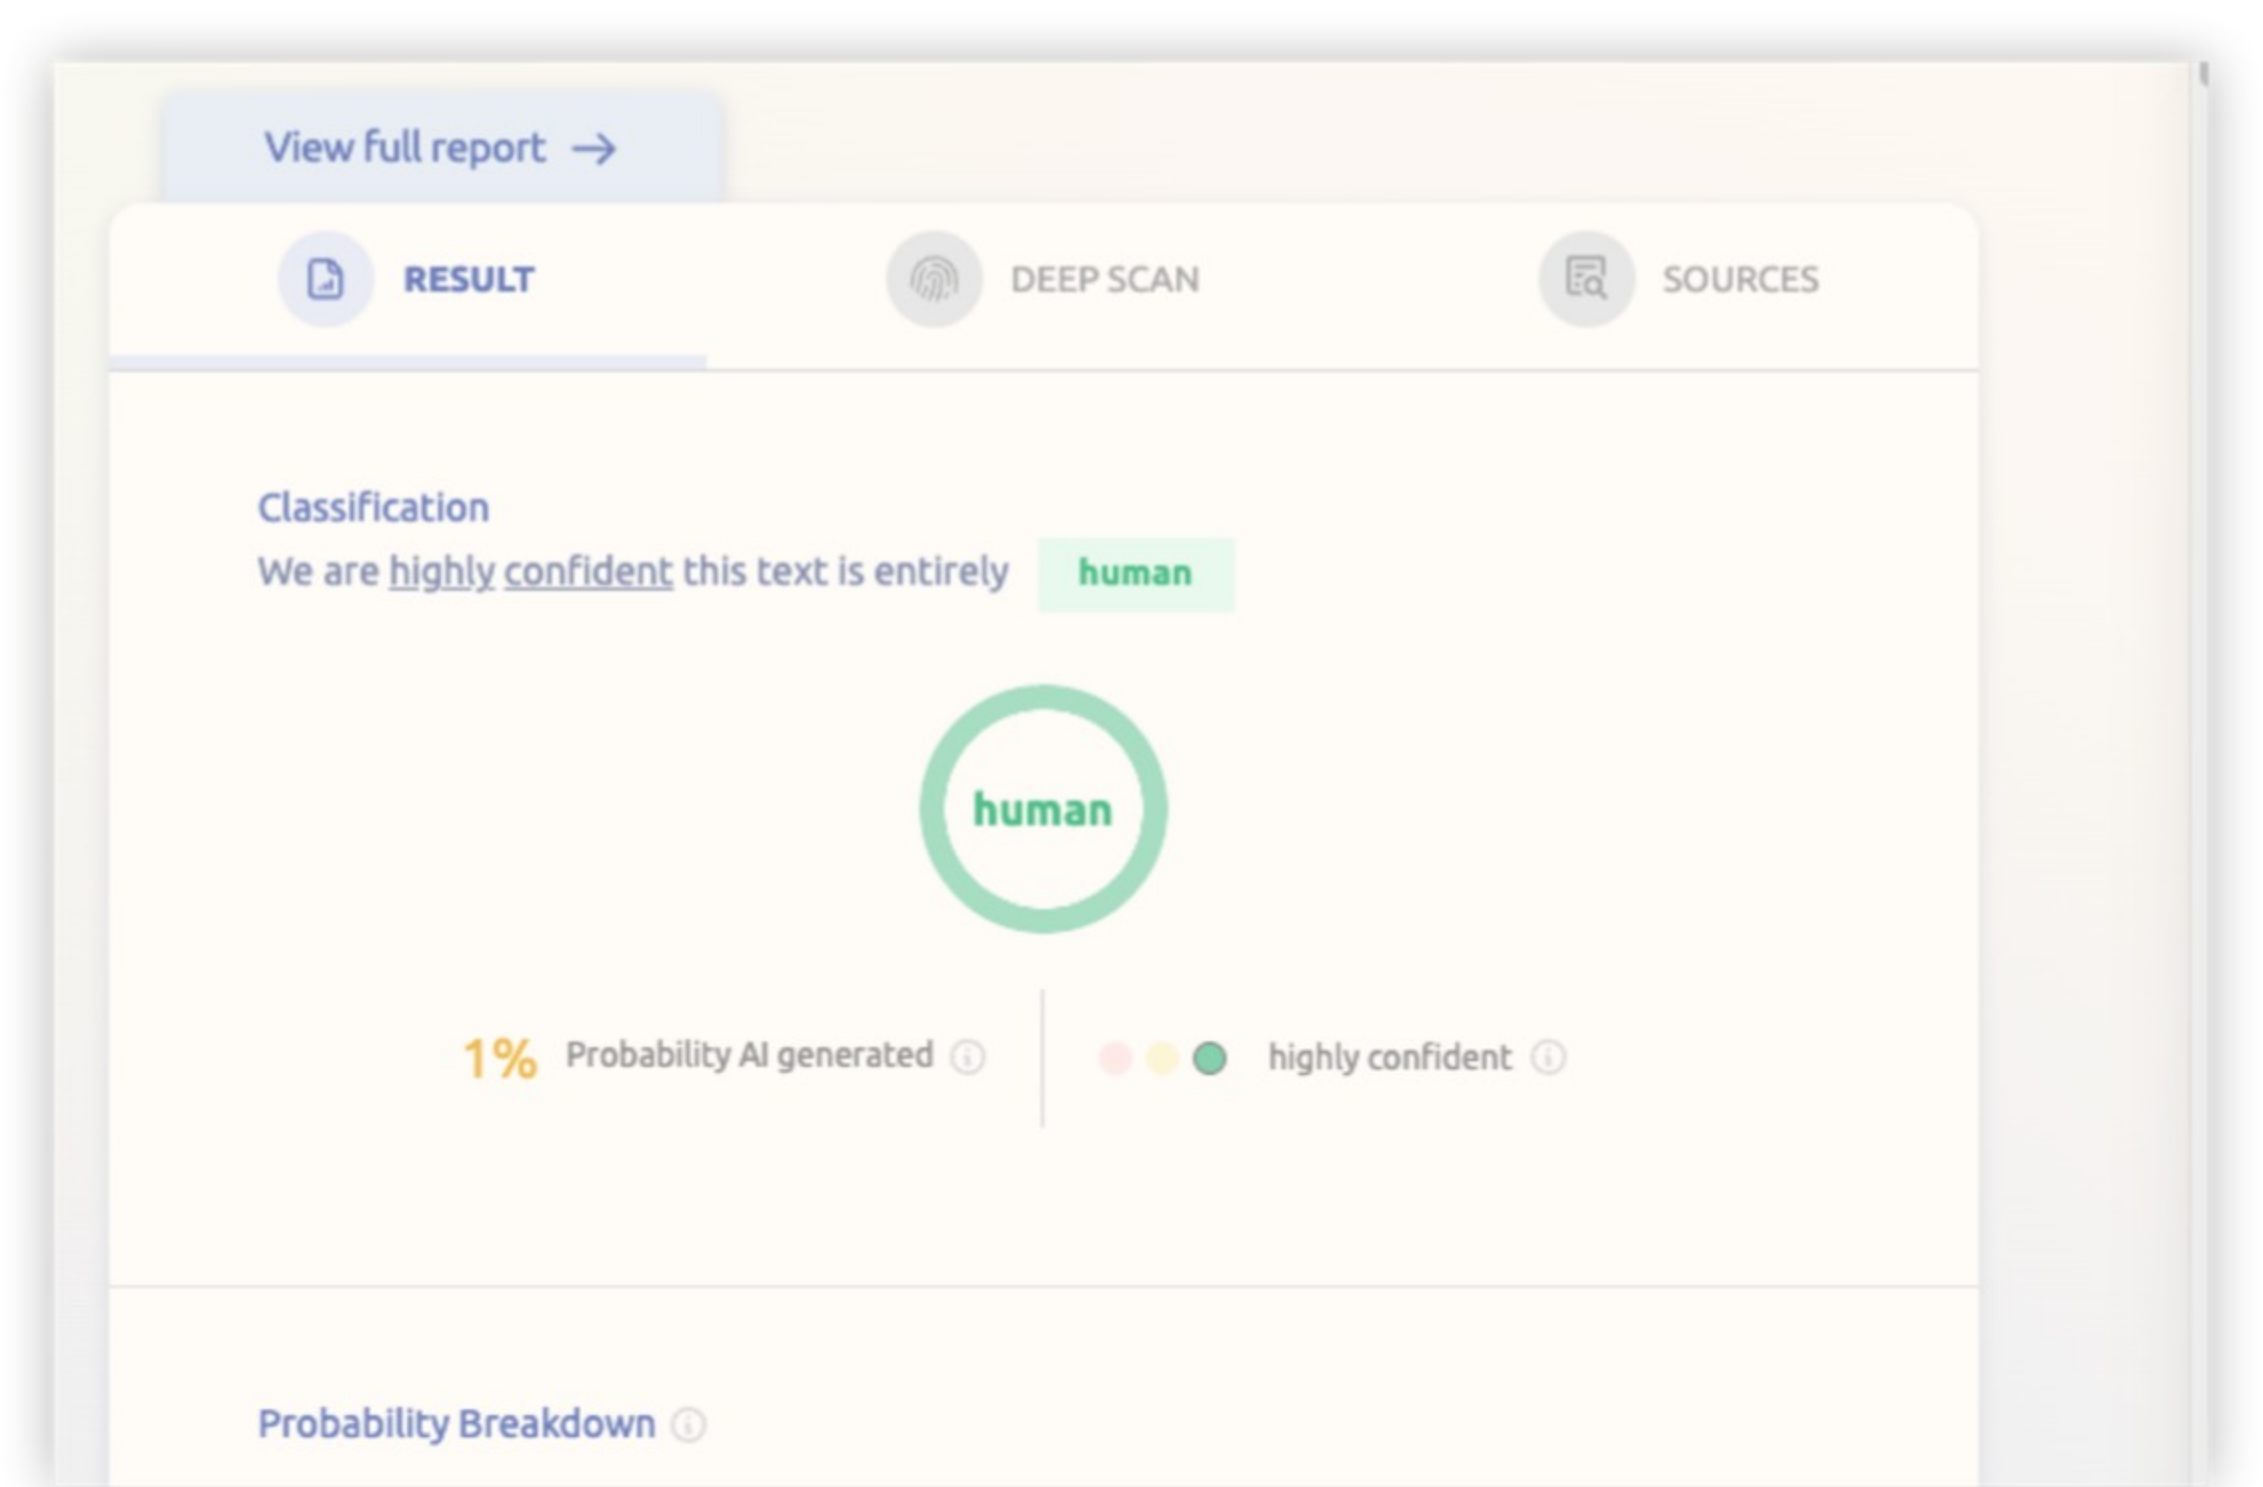 View full report →
RESULT
DEEP SCAN
SOURCES
Classification
We are highly confident this text is entirely human
human
1% Probability AI generated
highly confident
Probability Breakdown